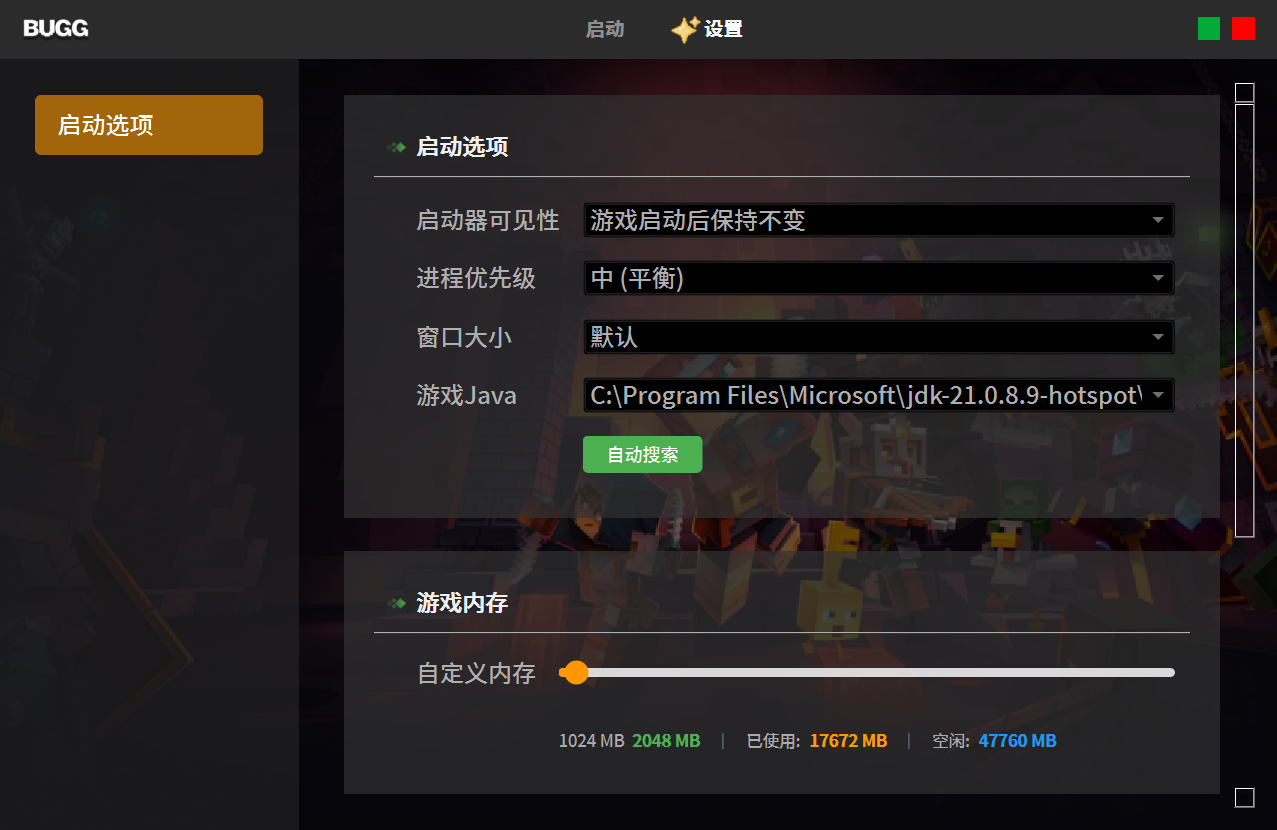 BUGG
启动
设置
启动选项
启动选项
启动器可见性 游戏启动后保持不变
进程优先级 中 (平衡)
窗口大小 默认
游戏Java C:\Program Files\Microsoft\jdk-21.0.8.9-hotspot\
自动搜索
游戏内存
自定义内存
1024 MB 2048 MB | 已使用: 17672 MB | 空闲: 47760 MB